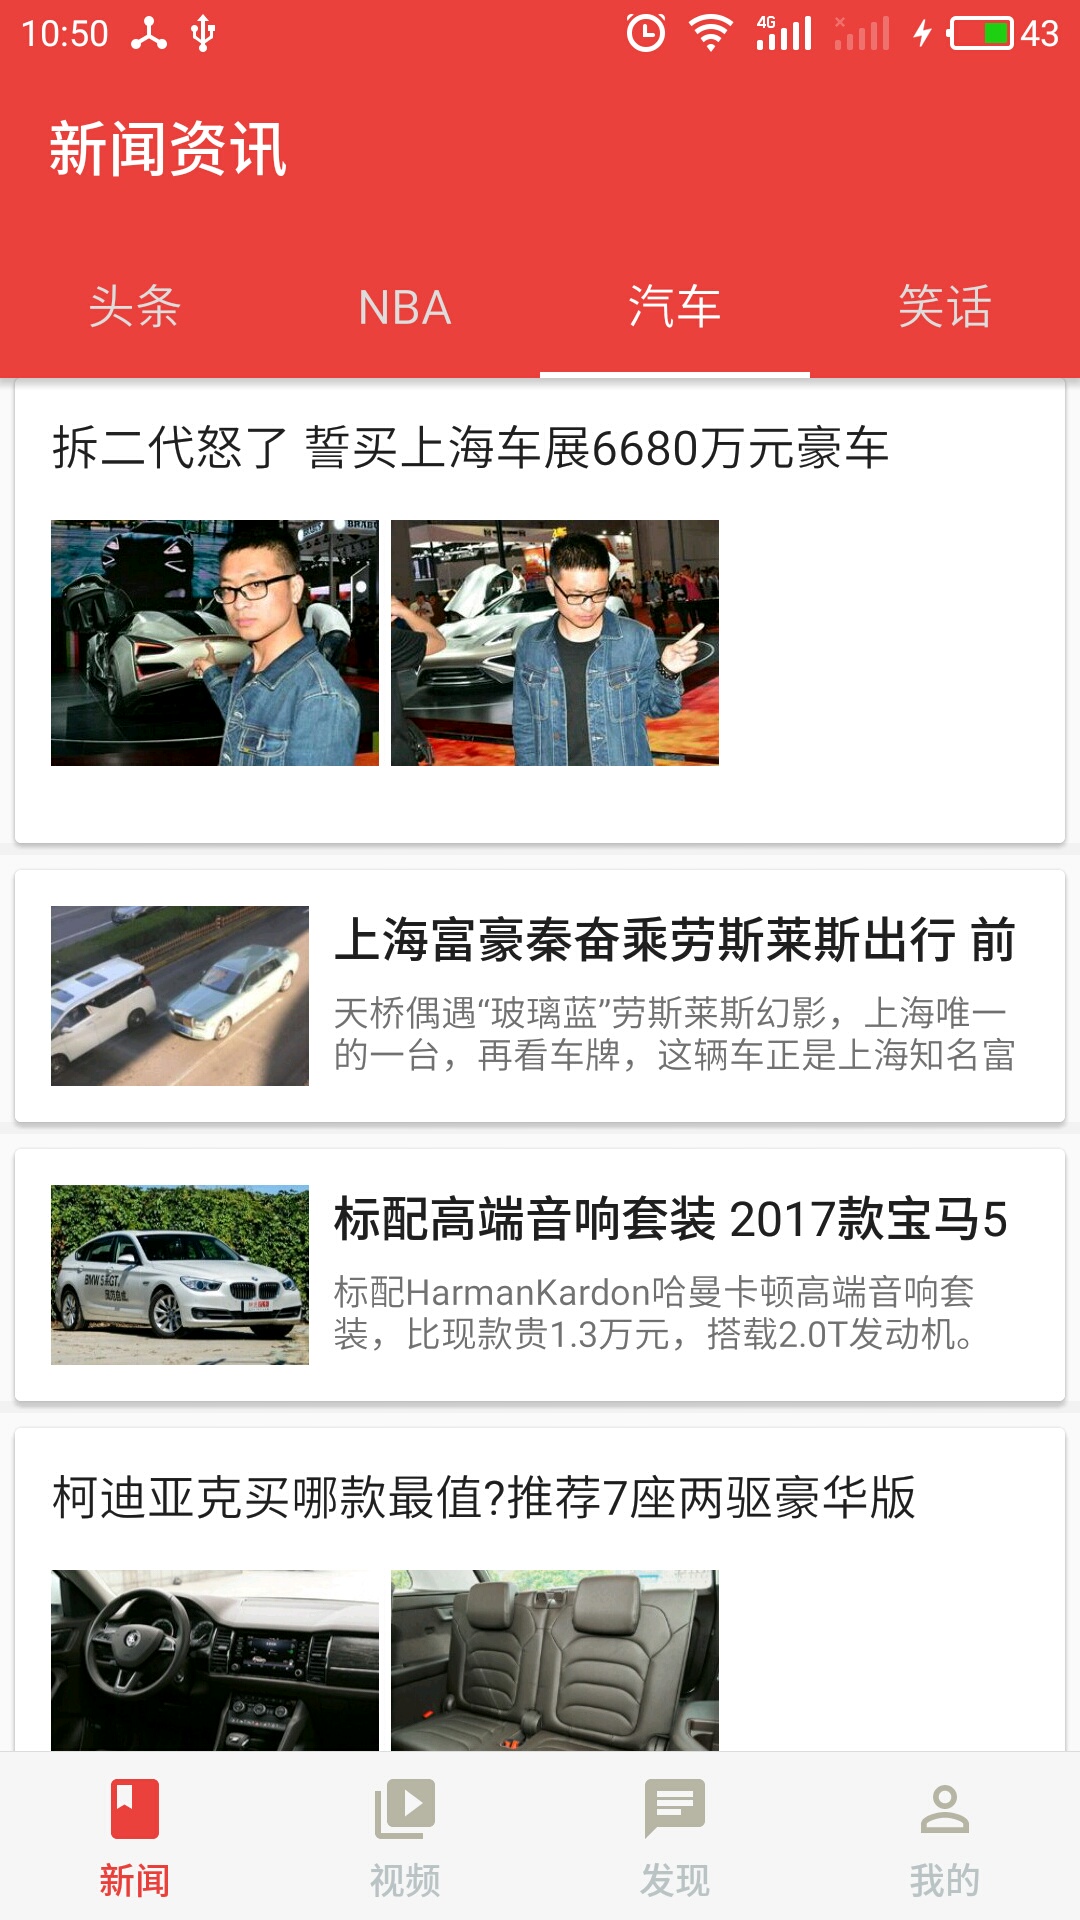 10:50 4G 43
新闻资讯
头条 NBA 汽车 笑话
拆二代怒了 誓买上海车展6680万元豪车
BRABU
上海富豪秦奋乘劳斯莱斯出行 前
天桥偶遇“玻璃蓝”劳斯莱斯幻影，上海唯一
的一台，再看车牌，这辆车正是上海知名富
标配高端音响套装 2017款宝马5
标配HarmanKardon哈曼卡顿高端音响套
装，比现款贵1.3万元，搭载2.0T发动机。
BMW 5系GT
柯迪亚克买哪款最值?推荐7座两驱豪华版
新闻 视频 发现 我的